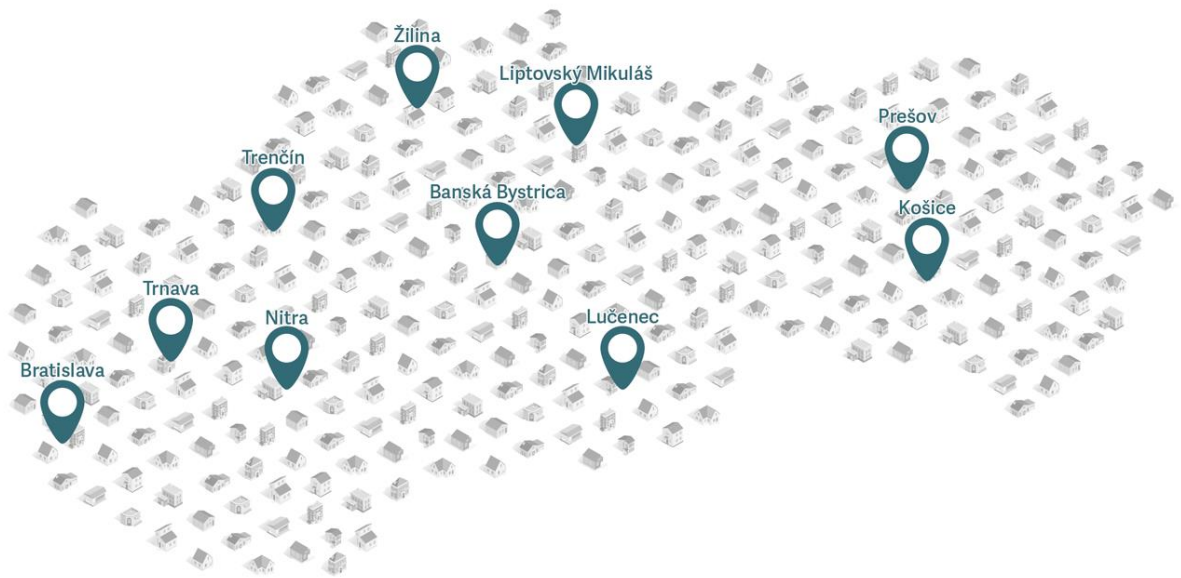 Žilina
Liptovský Mikuláš
Prešov
Trenčín
Banská Bystrica
Košice
Trnava
Nitra
Lučenec
Bratislava